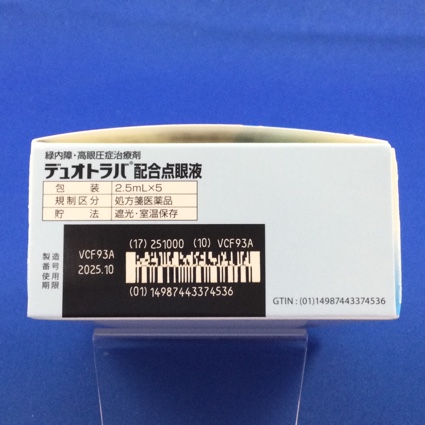 緑内障・高眼圧症治療剤
デュオトラバ®配合点眼液
包装 2.5mL×5
規制区分 処方箋医薬品
貯法 遮光・室温保存
製造番号 VCF93A
使用期限 2025.10
(17) 251000 (10) VCF93A
(01)14987443374536
GTIN : (01)14987443374536